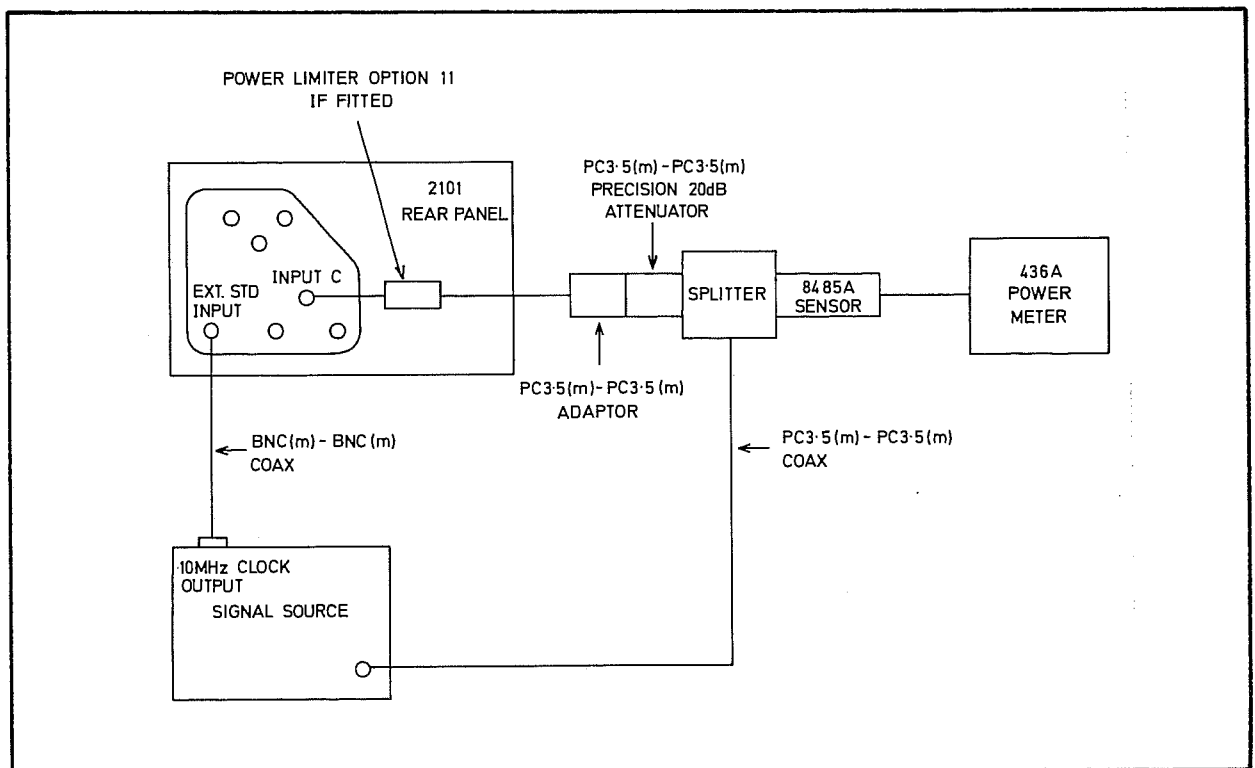 POWER LIMITER OPTION 11
IF FITTED
2101
REAR PANEL
INPUT C
EXT. STD
INPUT
PC3·5(m)-PC3·5(m)
PRECISION 20dB
ATTENUATOR
SPLITTER
8485A
SENSOR
436A
POWER
METER
PC3·5(m)-PC3·5(m)
ADAPTOR
BNC(m)-BNC(m)
COAX
PC3·5(m)-PC3·5(m)
COAX
10MHz CLOCK
OUTPUT
SIGNAL SOURCE